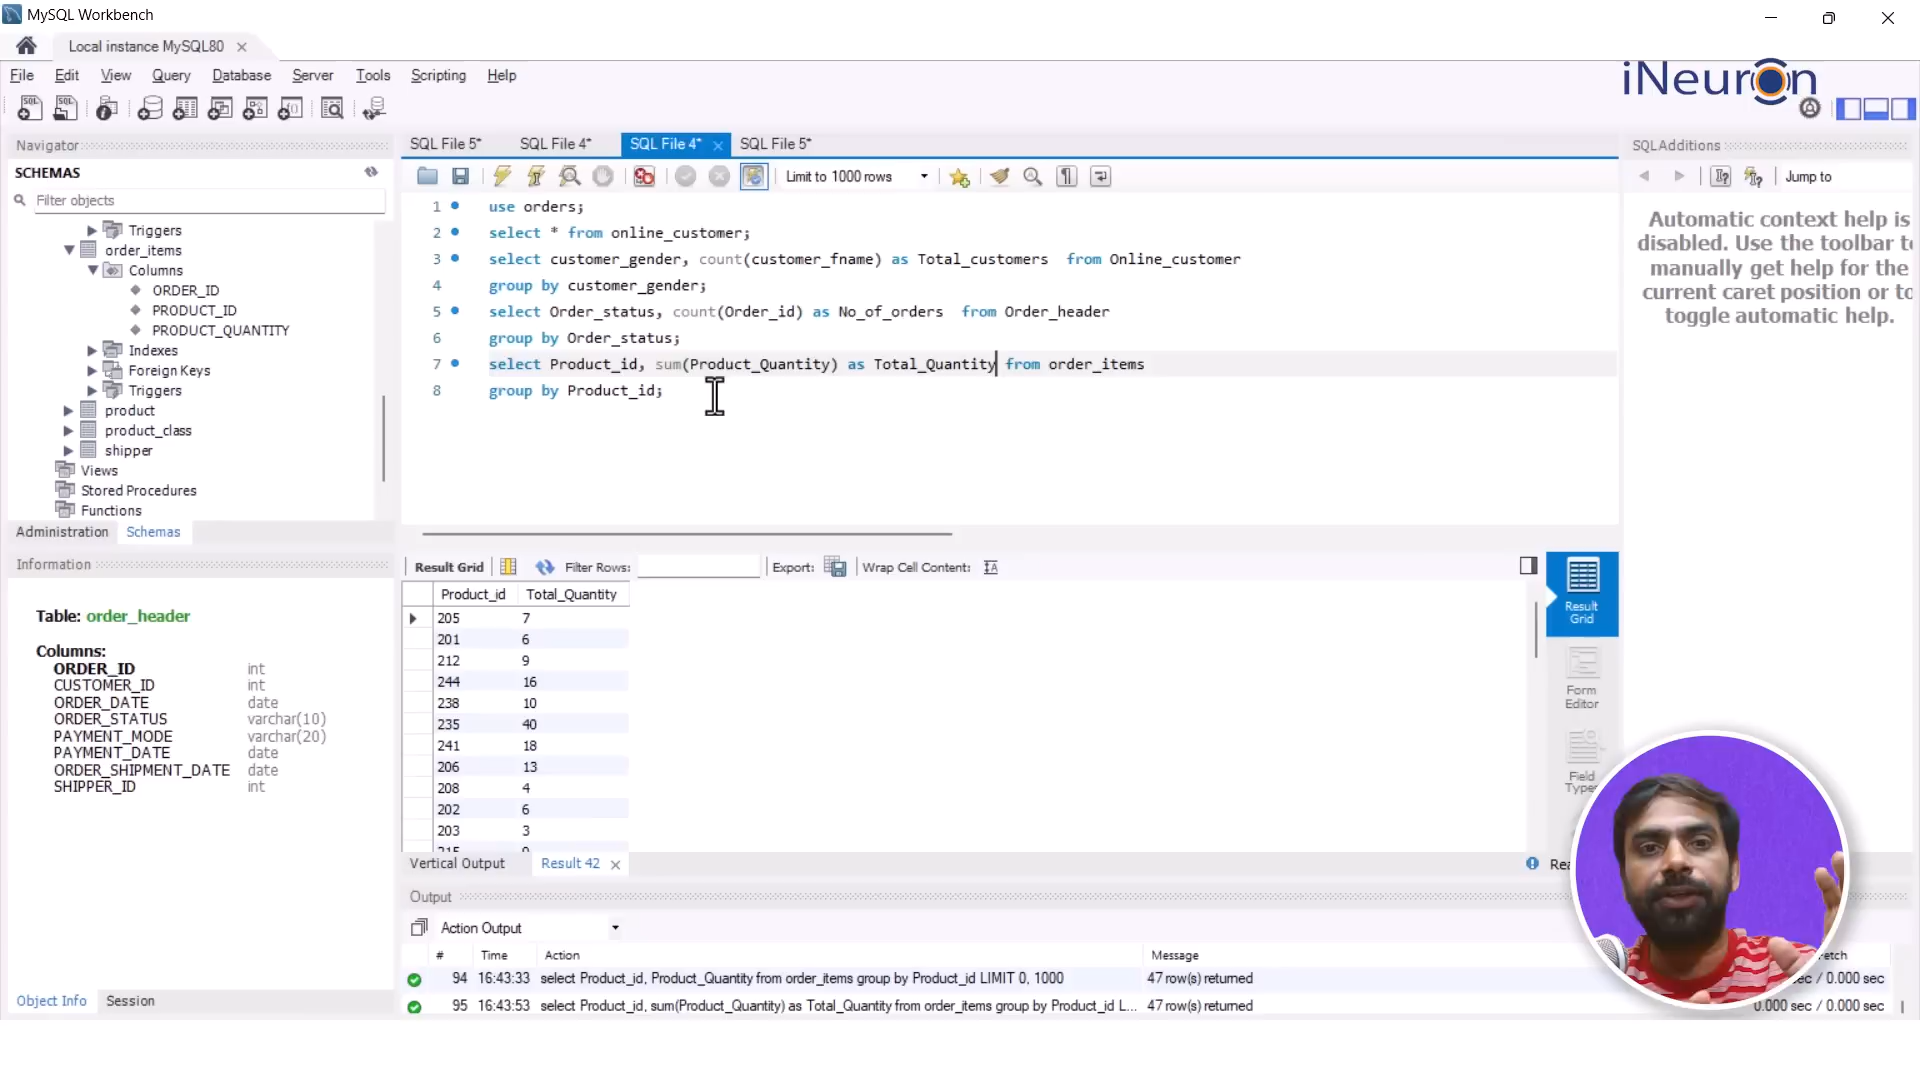 MySQL Workbench
Local instance MySQL80
File Edit View Query Database Server Tools Scripting Help
iNeuron
Navigator
SCHEMAS
Filter objects
Triggers
order_items
Columns
ORDER_ID
PRODUCT_ID
PRODUCT_QUANTITY
Indexes
Foreign Keys
Triggers
product
product_class
shipper
Views
Stored Procedures
Functions
Administration Schemas
Information
Table: order_header
Columns:
ORDER_ID int
CUSTOMER_ID int
ORDER_DATE date
ORDER_STATUS varchar(10)
PAYMENT_MODE varchar(20)
PAYMENT_DATE date
ORDER_SHIPMENT_DATE date
SHIPPER_ID int
Object Info Session
SQL File 5* SQL File 4* SQL File 4* SQL File 5*
Limit to 1000 rows
1 use orders;
2 select * from online_customer;
3 select customer_gender, count(customer_fname) as Total_customers from Online_customer
4 group by customer_gender;
5 select Order_status, count(Order_id) as No_of_orders from Order_header
6 group by Order_status;
7 select Product_id, sum(Product_Quantity) as Total_Quantity from order_items
8 group by Product_id;
Result Grid Filter Rows: Export: Wrap Cell Content:
Product_id Total_Quantity
205 7
201 6
212 9
244 16
238 10
235 40
241 18
206 13
208 4
202 6
203 3
Result Grid
Form Editor
Field Types
Vertical Output Result 42
Output
Action Output
# Time Action Message
94 16:43:33 select Product_id, Product_Quantity from order_items group by Product_id LIMIT 0, 1000 47 row(s) returned sec / 0.000 sec
95 16:43:53 select Product_id, sum(Product_Quantity) as Total_Quantity from order_items group by Product_id L... 47 row(s) returned 0.000 sec / 0.000 sec
SQLAdditions
Jump to
Automatic context help is
disabled. Use the toolbar to
manually get help for the
current caret position or to
toggle automatic help.